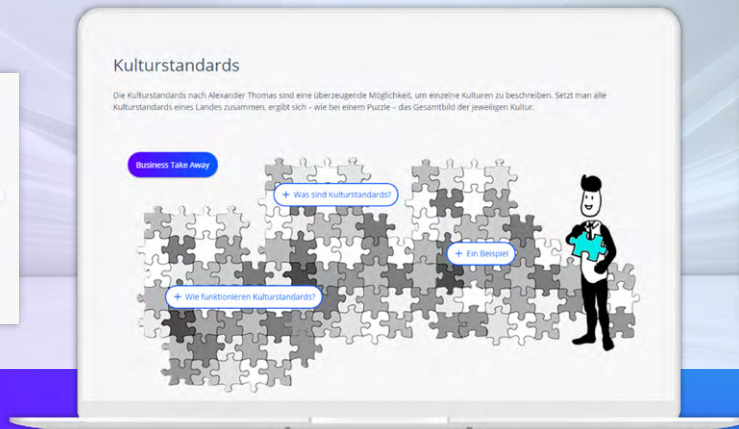 Kulturstandards
Die Kulturstandards nach Alexander Thomas sind eine überzeugende Möglichkeit, um einzelne Kulturen zu beschreiben. Setzt man alle
Kulturstandards eines Landes zusammen, ergibt sich – wie bei einem Puzzle – das Gesamtbild der jeweiligen Kultur.
Business Take Away
+ Was sind Kulturstandards?
+ Ein Beispiel
+ Wie funktionieren Kulturstandards?